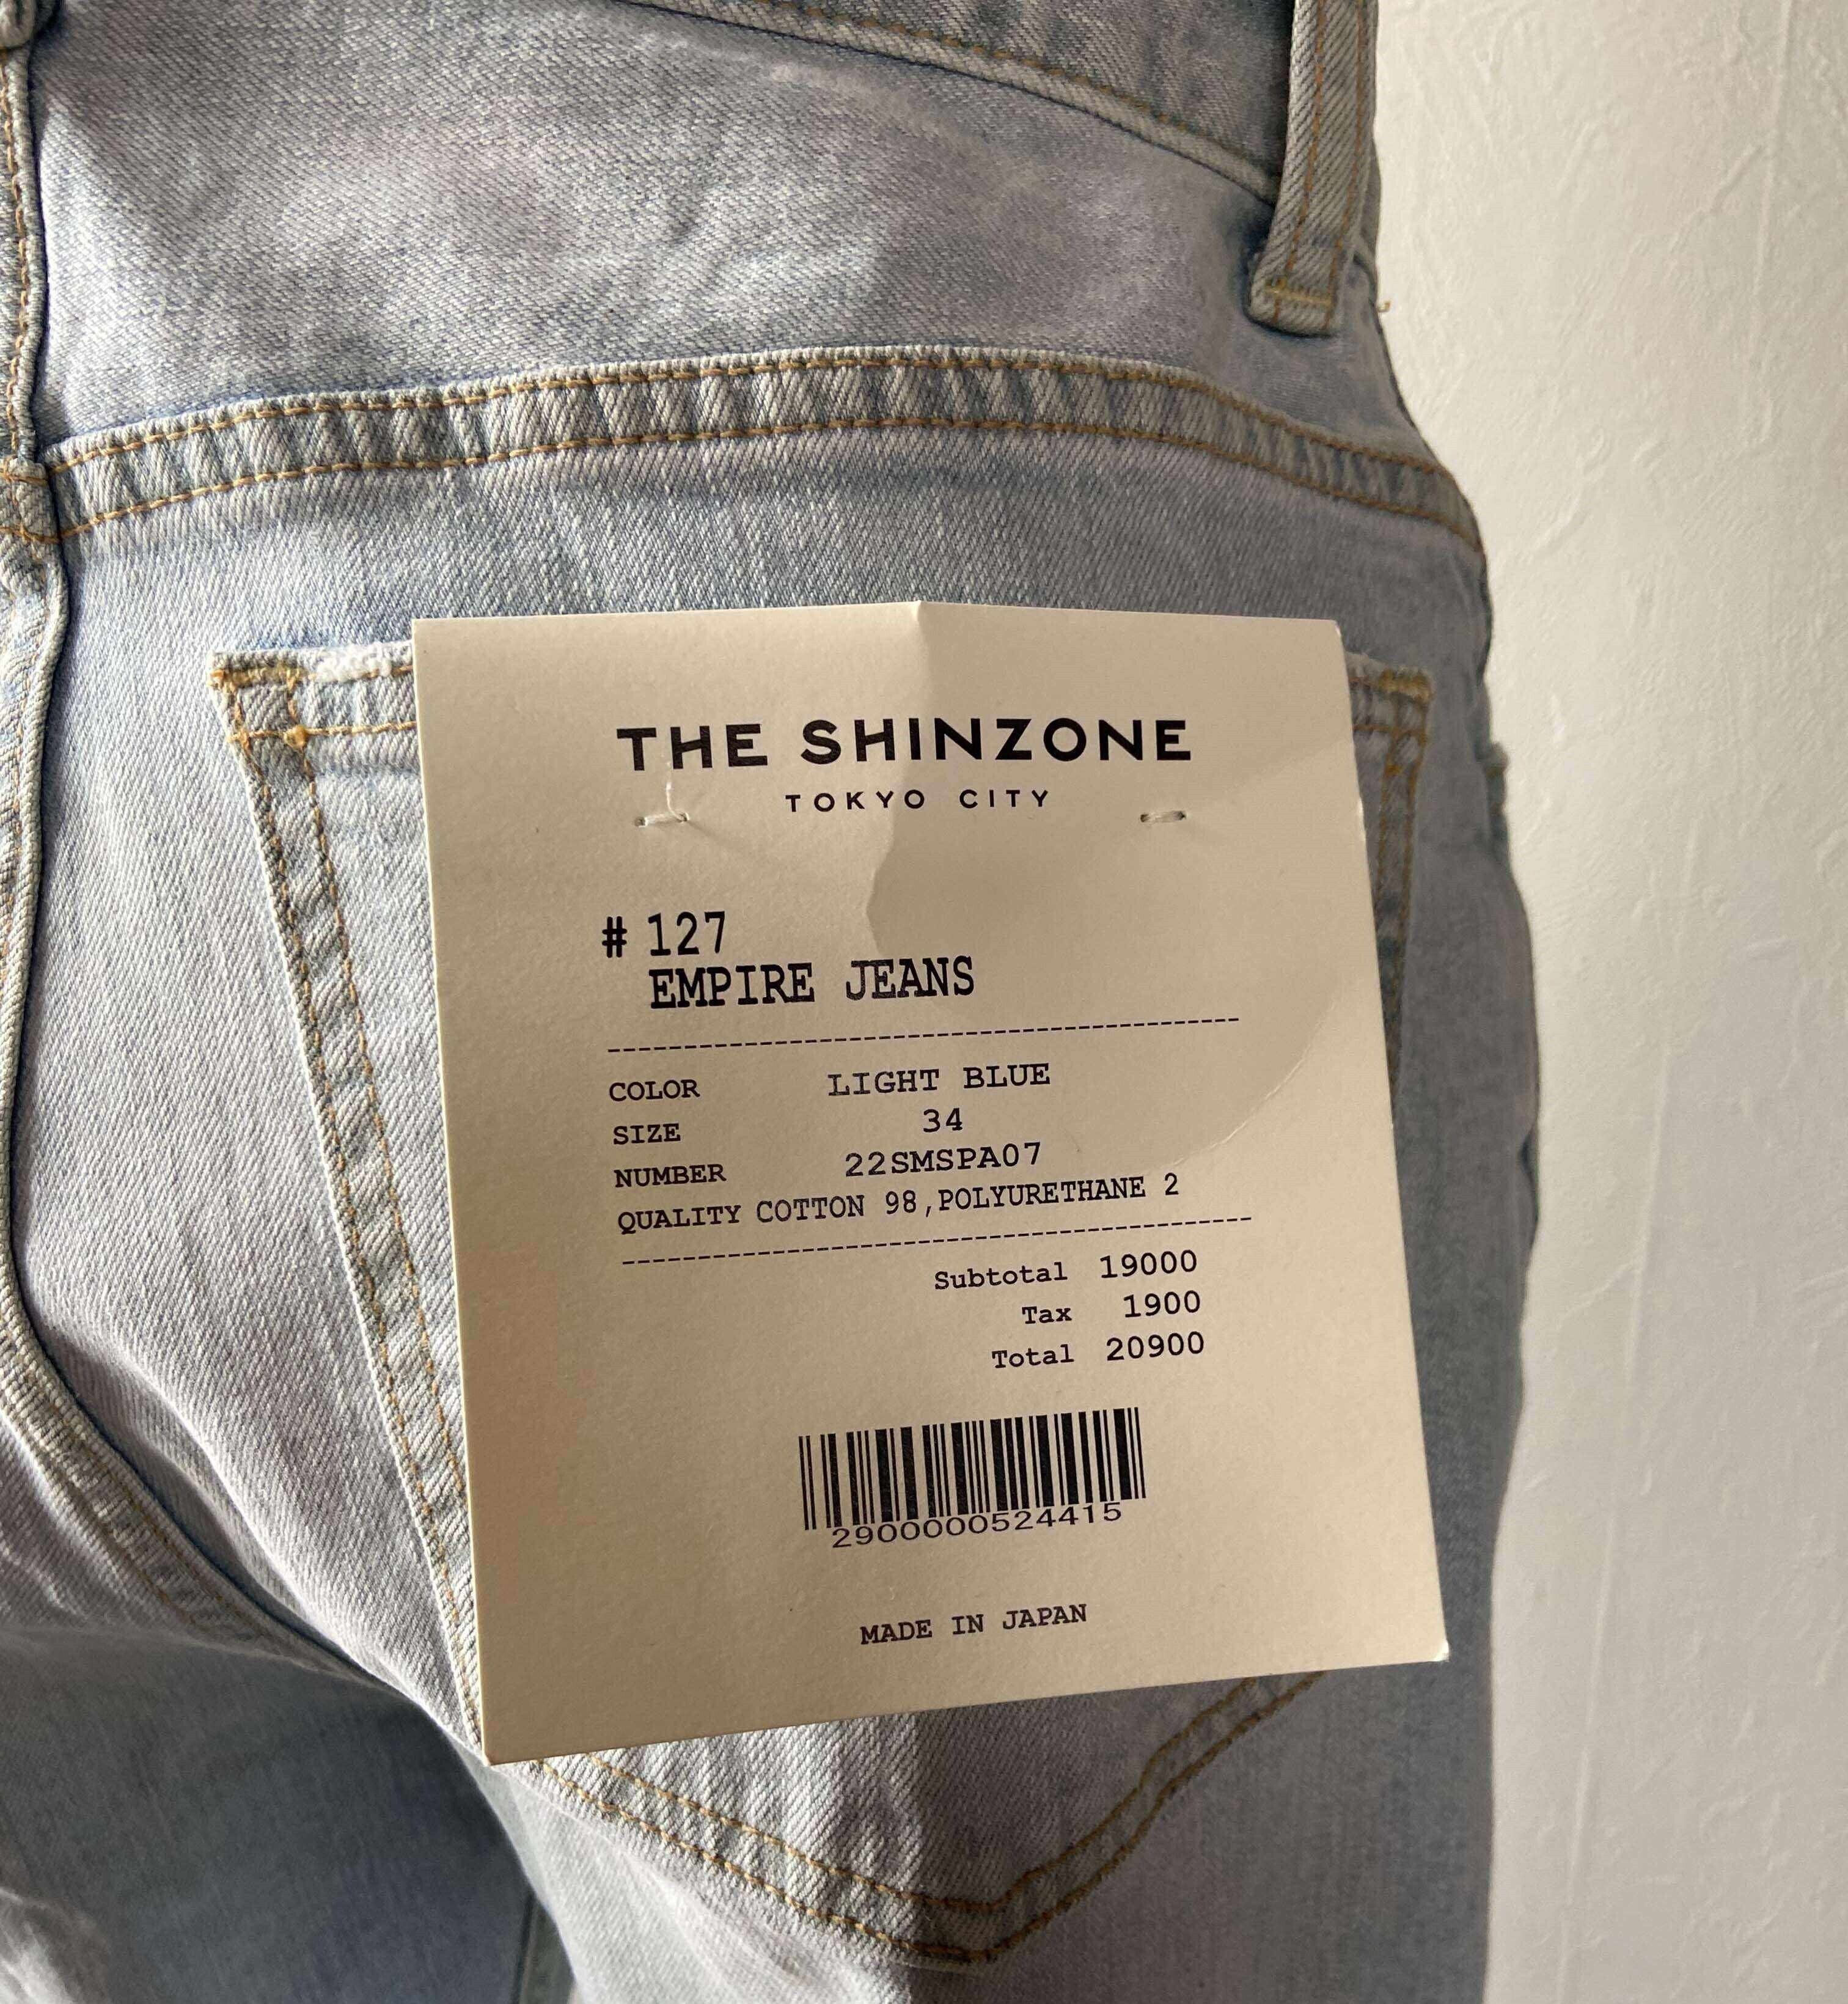 THE SHINZONE
TOKYO CITY
# 127
EMPIRE JEANS
COLOR LIGHT BLUE
SIZE 34
NUMBER 22SMSPA07
QUALITY COTTON 98,POLYURETHANE 2
Subtotal 19000
Tax 1900
Total 20900
2900000524415
MADE IN JAPAN